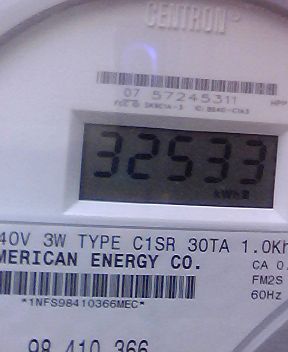 CENTRON®
07 57245311
32533
kWh
40V 3W TYPE C1SR 30TA 1.0Kh
MERICAN ENERGY CO.
CA 0.
FM2S
*1NFS98410366MEC*
60Hz
98 410 366